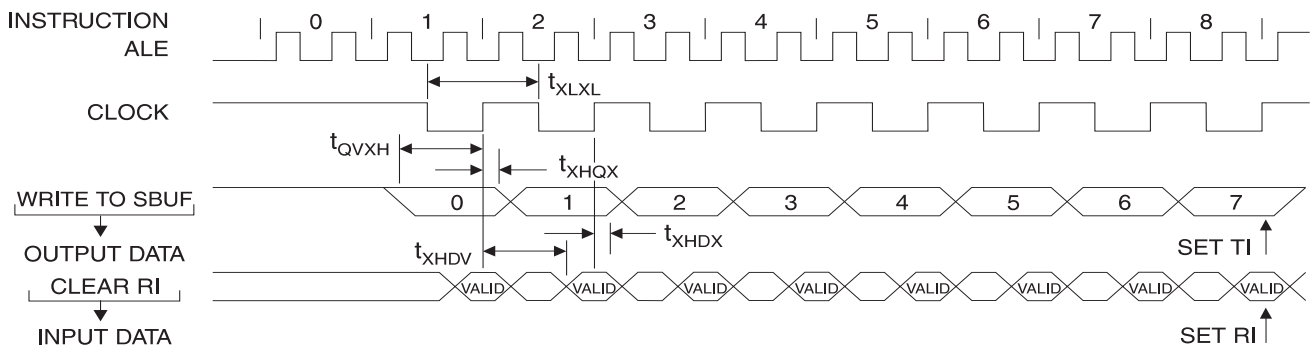 INSTRUCTION 0 1 2 3 4 5 6 7 8
ALE
tXLXL
CLOCK
tQVXH
tXHQX
WRITE TO SBUF 0 1 2 3 4 5 6 7
tXHDV tXHDX
OUTPUT DATA SET TI
CLEAR RI VALID VALID VALID VALID VALID VALID VALID VALID
INPUT DATA SET RI